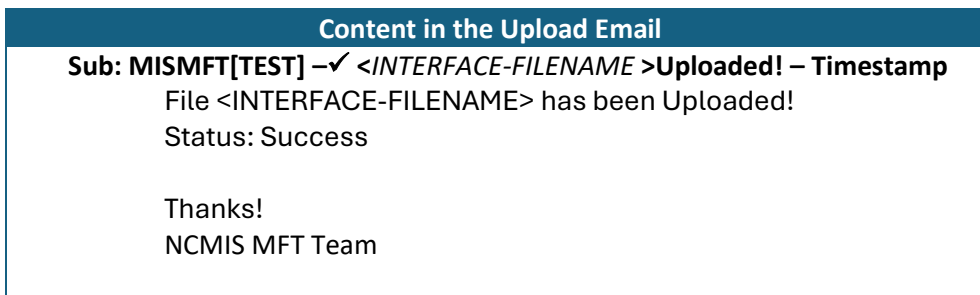 Content in the Upload Email
Sub: MISMFT[TEST] –✓ <INTERFACE-FILENAME >Uploaded! – Timestamp
File <INTERFACE-FILENAME> has been Uploaded!
Status: Success
Thanks!
NCMIS MFT Team